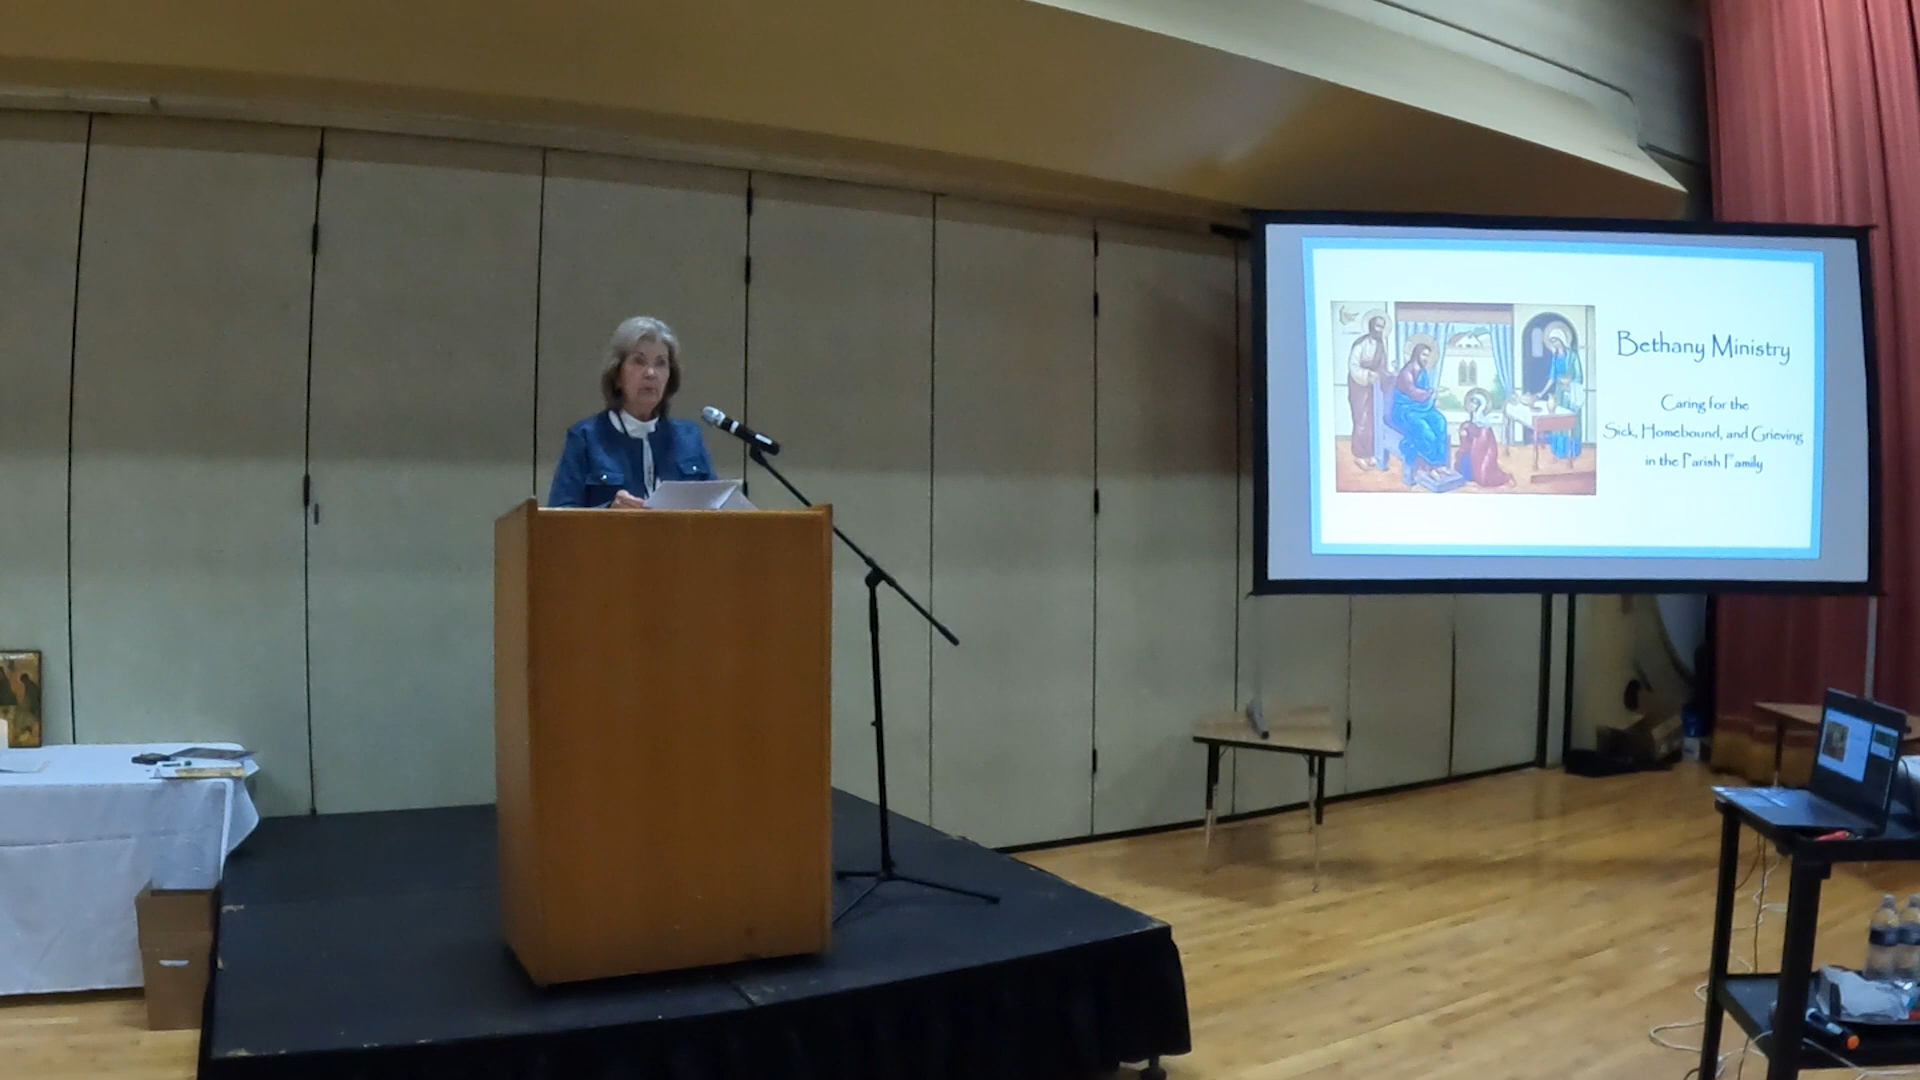 Bethany Ministry
Caring for the
Sick, Homebound, and Grieving
in the Parish Family